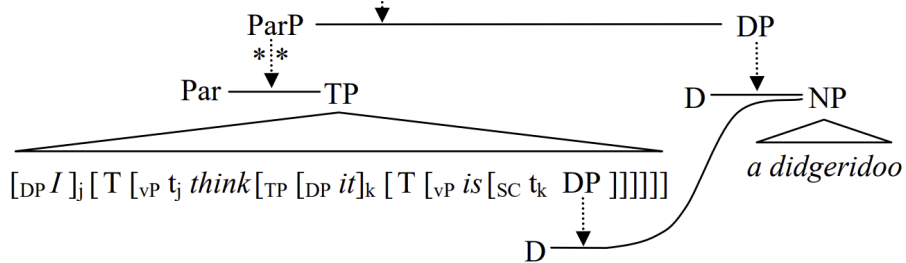 ParP DP
* *
Par TP D NP
a didgeridoo
[DP I ]j [ T [vP tj think [TP [DP it]k [ T [vP is [SC tk DP ]]]]]]
D